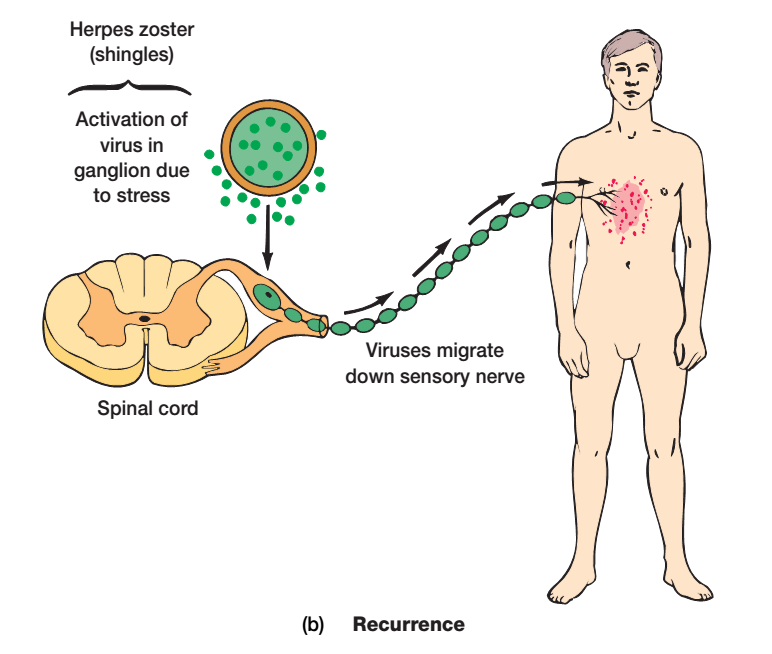 Herpes zoster
(shingles)
Activation of
virus in
ganglion due
to stress
Viruses migrate
down sensory nerve
Spinal cord
(b) Recurrence